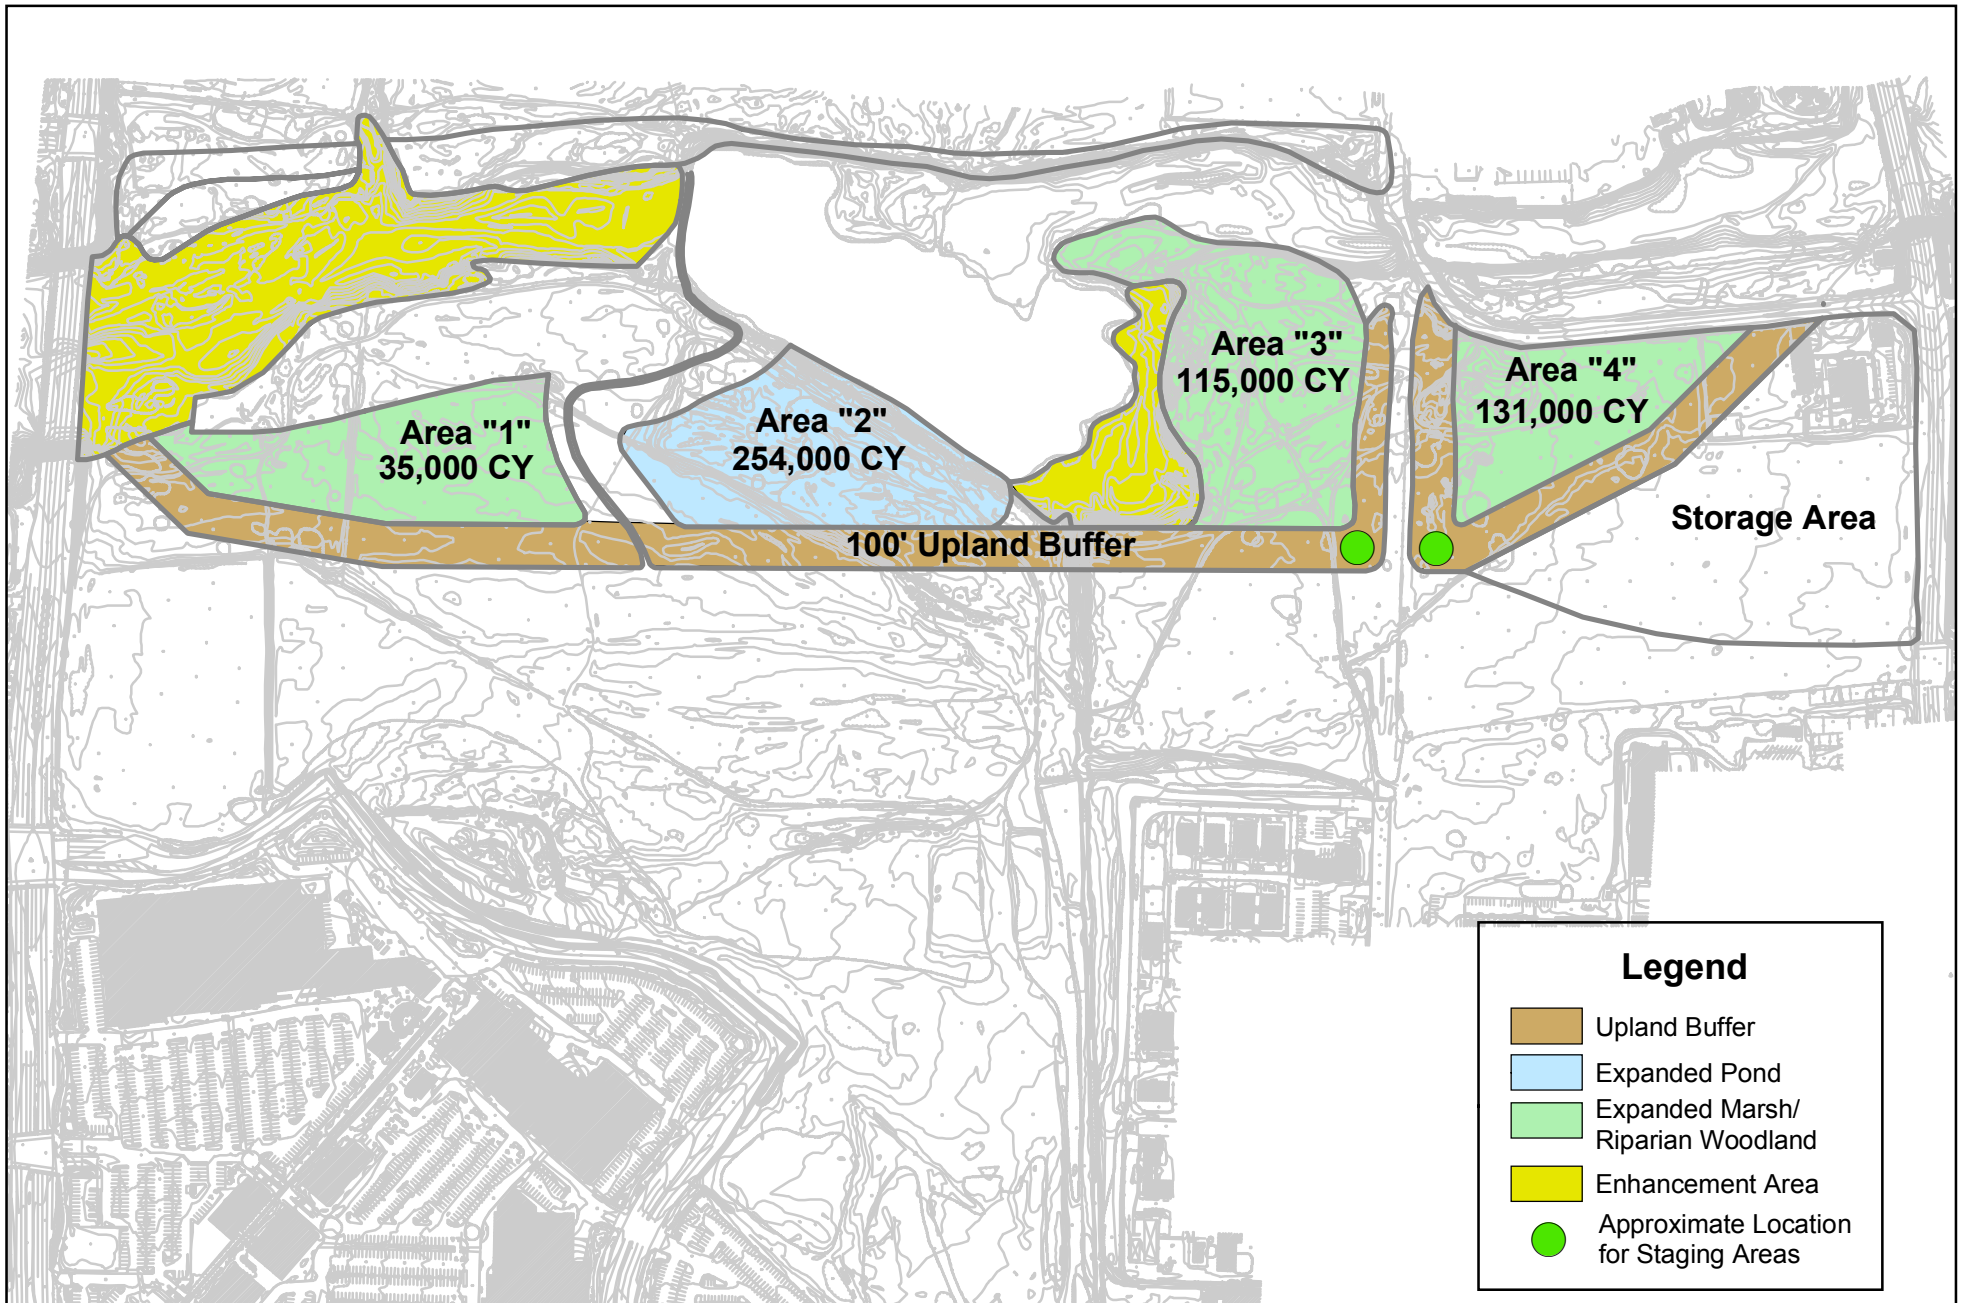 Area "1"
35,000 CY
Area "2"
254,000 CY
Area "3"
115,000 CY
Area "4"
131,000 CY
Storage Area
100' Upland Buffer
Legend
Upland Buffer
Expanded Pond
Expanded Marsh/
Riparian Woodland
Enhancement Area
Approximate Location
for Staging Areas